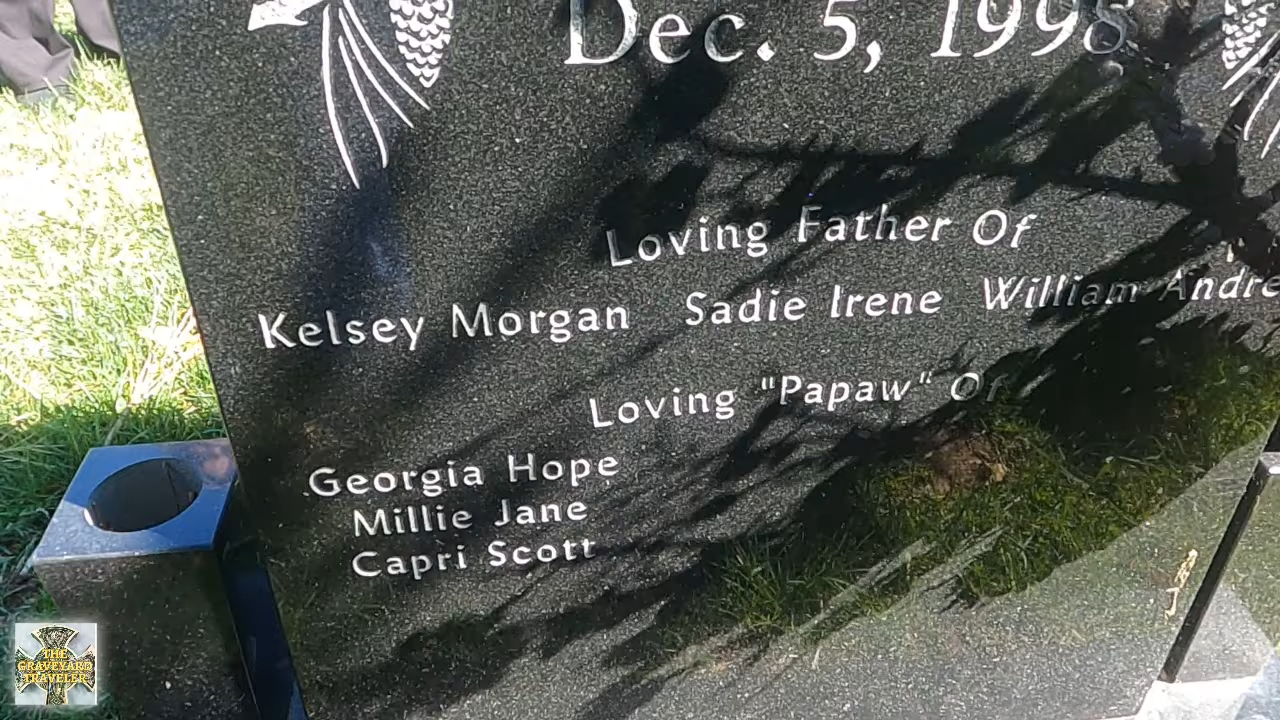 Dec. 5, 1998
Loving Father Of
Kelsey Morgan Sadie Irene William Andre
Loving "Papaw" Of
Georgia Hope
Millie Jane
Capri Scott
THE
GRAVEYARD
TRAVELER